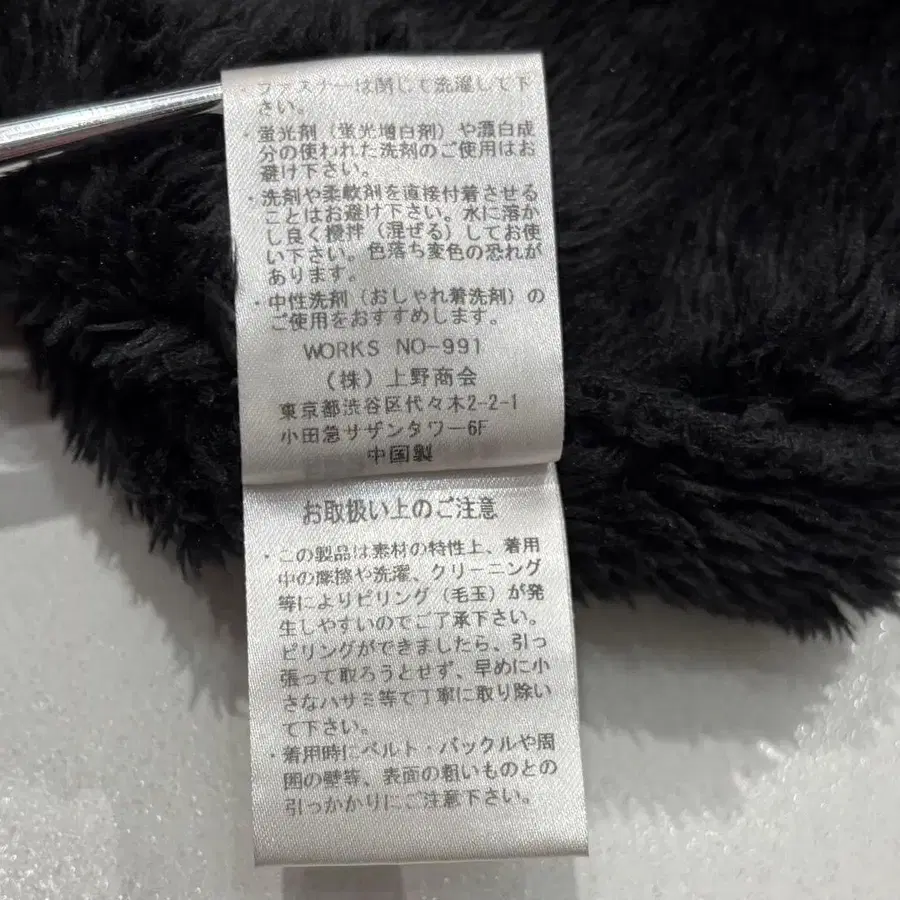 ・ファスナーは閉じて洗濯して下
さい。
・蛍光剤（蛍光増白剤）や漂白成
分の使われた洗剤のご使用はお
避け下さい。
・洗剤や柔軟剤を直接付着させる
ことはお避け下さい。水に溶か
し良く攪拌（混ぜる）してお使
い下さい。色落ち変色の恐れが
あります。
・中性洗剤（おしゃれ着洗剤）の
ご使用をおすすめします。
WORKS NO-991
（株）上野商会
東京都渋谷区代々木2-2-1
小田急サザンタワー6F
中国製
お取扱い上のご注意
・この製品は素材の特性上、着用
中の摩擦や洗濯、クリーニング
等によりピリング（毛玉）が発
生しやすいのでご了承下さい。
ピリングができましたら、引っ
張って取ろうとせず、早めに小
さなハサミ等で丁寧に取り除い
て下さい。
・着用時にベルト・バックルや周
囲の壁等、表面の粗いものとの
引っかかりにご注意下さい。